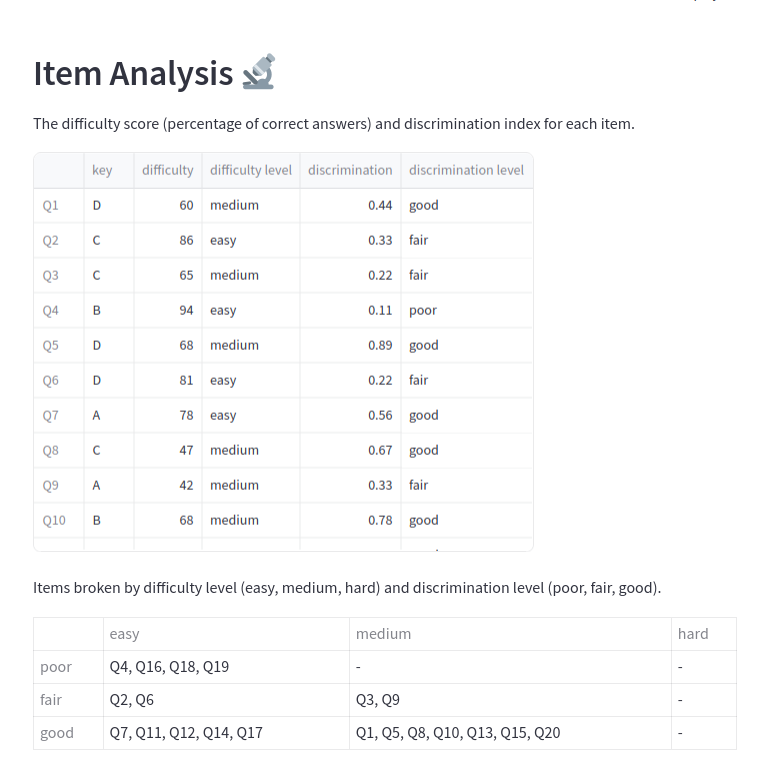 Item Analysis 🔬
The difficulty score (percentage of correct answers) and discrimination index for each item.
key difficulty difficulty level discrimination discrimination level
Q1 D 60 medium 0.44 good
Q2 C 86 easy 0.33 fair
Q3 C 65 medium 0.22 fair
Q4 B 94 easy 0.11 poor
Q5 D 68 medium 0.89 good
Q6 D 81 easy 0.22 fair
Q7 A 78 easy 0.56 good
Q8 C 47 medium 0.67 good
Q9 A 42 medium 0.33 fair
Q10 B 68 medium 0.78 good
Items broken by difficulty level (easy, medium, hard) and discrimination level (poor, fair, good).
easy medium hard
poor Q4, Q16, Q18, Q19 - -
fair Q2, Q6 Q3, Q9 -
good Q7, Q11, Q12, Q14, Q17 Q1, Q5, Q8, Q10, Q13, Q15, Q20 -